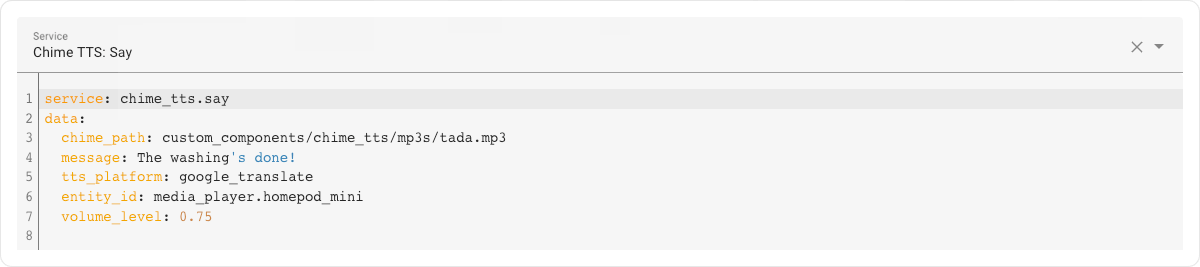 Service
Chime TTS: Say
1 service: chime_tts.say
2 data:
3 chime_path: custom_components/chime_tts/mp3s/tada.mp3
4 message: The washing's done!
5 tts_platform: google_translate
6 entity_id: media_player.homepod_mini
7 volume_level: 0.75
8